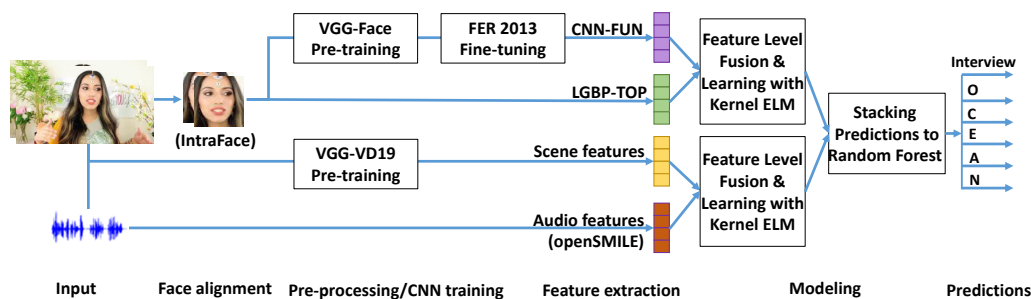 VGG-Face
Pre-training
FER 2013
Fine-tuning
CNN-FUN
LGBP-TOP
(IntraFace)
VGG-VD19
Pre-training
Scene features
Audio features
(openSMILE)
Feature Level
Fusion &
Learning with
Kernel ELM
Feature Level
Fusion &
Learning with
Kernel ELM
Stacking
Predictions to
Random Forest
Interview
O
C
E
A
N
Input
Face alignment
Pre-processing/CNN training
Feature extraction
Modeling
Predictions